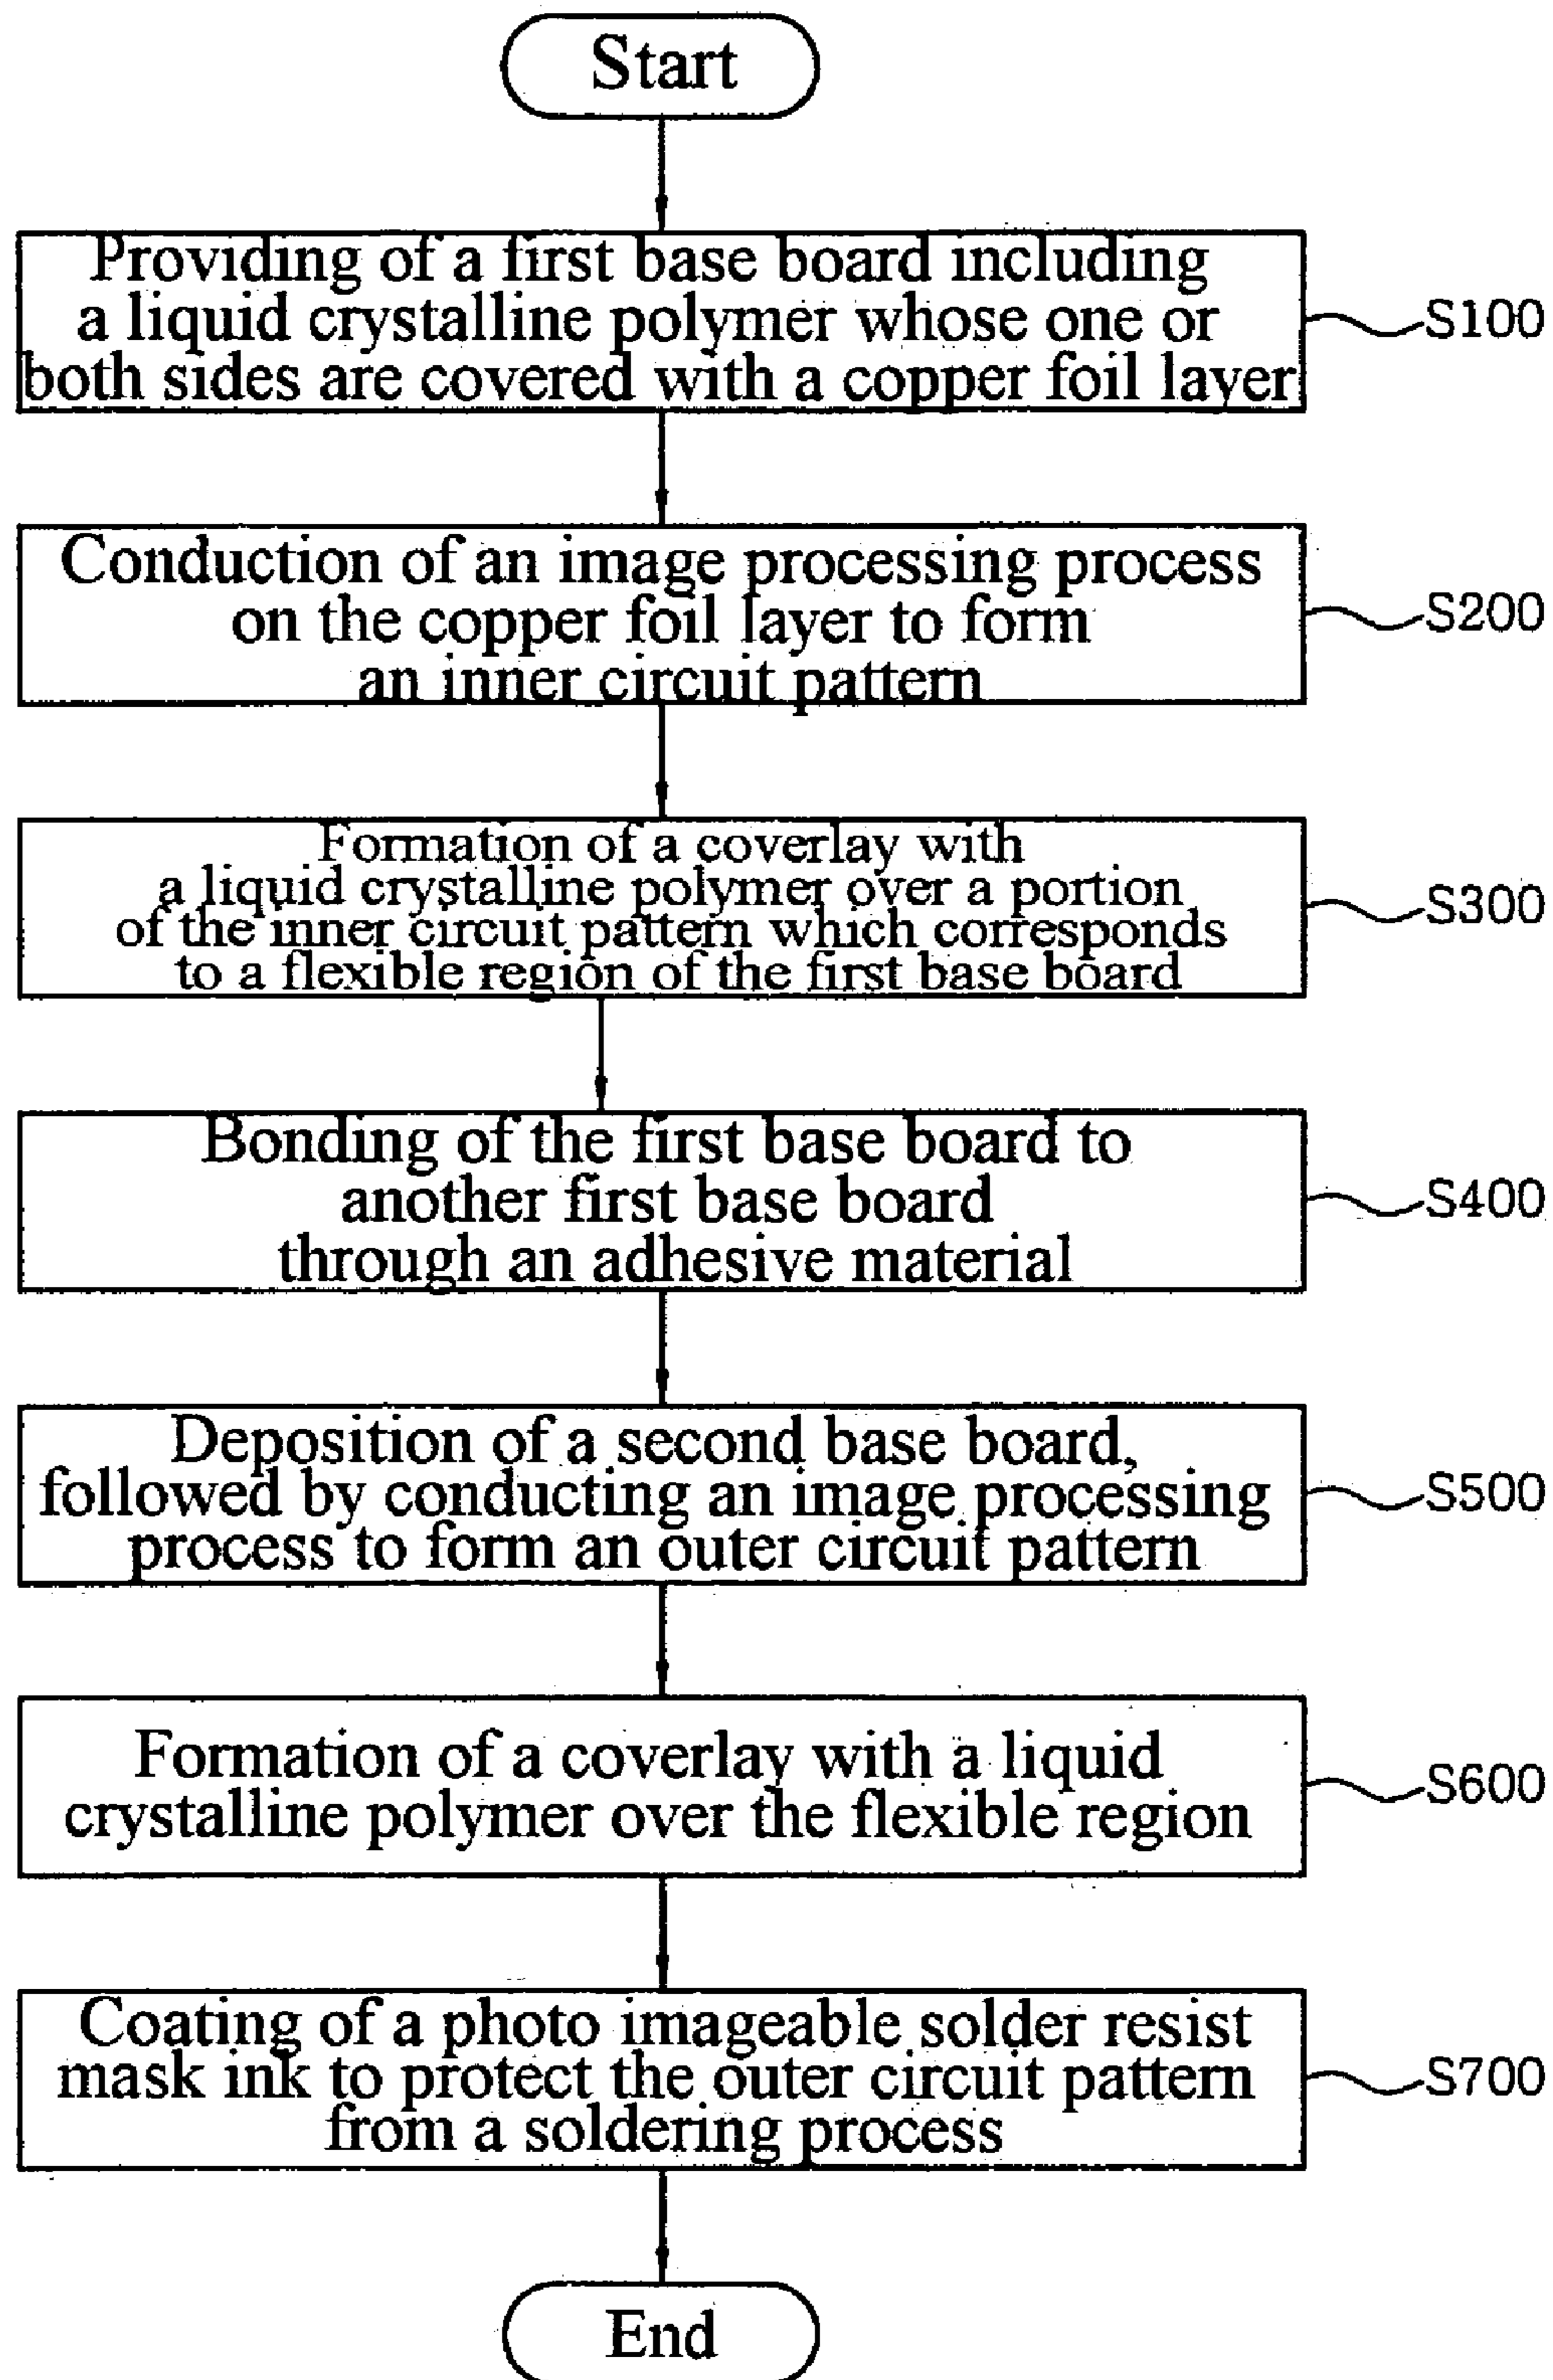 Start
Providing of a first base board including
a liquid crystalline polymer whose one or
both sides are covered with a copper foil layer
S100
Conduction of an image processing process
on the copper foil layer to form
an inner circuit pattern
S200
Formation of a coverlay with
a liquid crystalline polymer over a portion
of the inner circuit pattern which corresponds
to a flexible region of the first base board
S300
Bonding of the first base board to
another first base board
through an adhesive material
S400
Deposition of a second base board,
followed by conducting an image processing
process to form an outer circuit pattern
S500
Formation of a coverlay with a liquid
crystalline polymer over the flexible region
S600
Coating of a photo imageable solder resist
mask ink to protect the outer circuit pattern
from a soldering process
S700
End